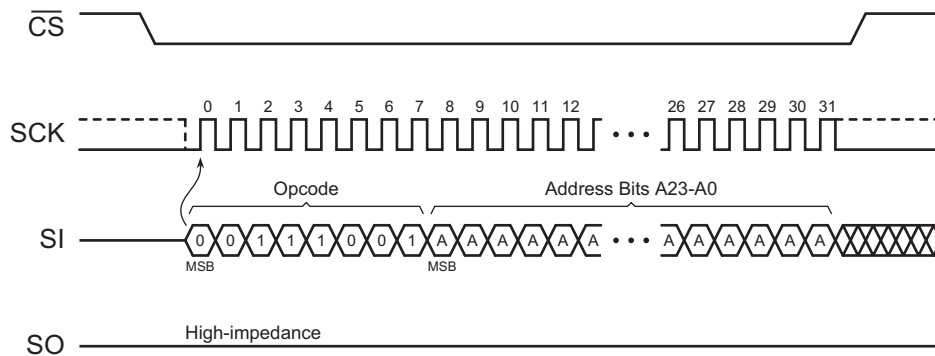 CS
0 1 2 3 4 5 6 7 8 9 10 11 12 26 27 28 29 30 31
SCK
Opcode Address Bits A23-A0
SI 0 0 1 1 1 0 0 1 A A A A A A A A A A A A
MSB MSB
High-impedance
SO